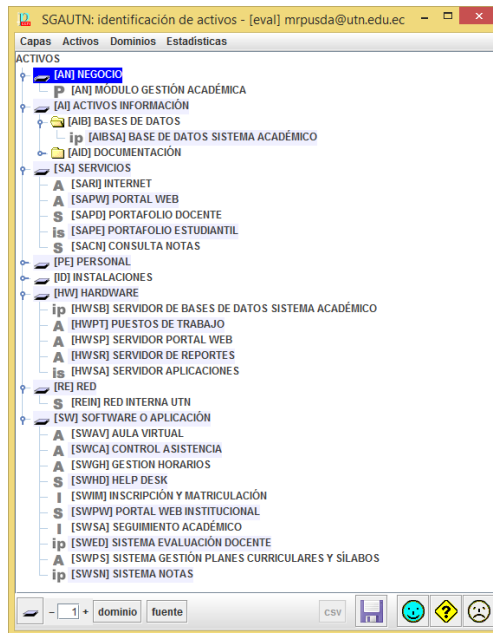 SGAUTN: identificación de activos - [eval] mrpusda@utn.edu.ec
Capas Activos Dominios Estadísticas
ACTIVOS
[AN] NEGOCIO
P [AN] MÓDULO GESTIÓN ACADÉMICA
[AI] ACTIVOS INFORMACIÓN
[AIB] BASES DE DATOS
ip [AIBSA] BASE DE DATOS SISTEMA ACADÉMICO
[AID] DOCUMENTACIÓN
[SA] SERVICIOS
A [SARI] INTERNET
A [SAPW] PORTAL WEB
S [SAPD] PORTAFOLIO DOCENTE
is [SAPE] PORTAFOLIO ESTUDIANTIL
S [SACN] CONSULTA NOTAS
[PE] PERSONAL
[ID] INSTALACIONES
[HW] HARDWARE
ip [HWSB] SERVIDOR DE BASES DE DATOS SISTEMA ACADÉMICO
A [HWPT] PUESTOS DE TRABAJO
A [HWSP] SERVIDOR PORTAL WEB
A [HWSR] SERVIDOR DE REPORTES
is [HWSA] SERVIDOR APLICACIONES
[RE] RED
S [REIN] RED INTERNA UTN
[SW] SOFTWARE O APLICACIÓN
A [SWAV] AULA VIRTUAL
A [SWCA] CONTROL ASISTENCIA
A [SWGH] GESTION HORARIOS
S [SWHD] HELP DESK
I [SWIM] INSCRIPCIÓN Y MATRICULACIÓN
S [SWPW] PORTAL WEB INSTITUCIONAL
I [SWSA] SEGUIMIENTO ACADÉMICO
ip [SWED] SISTEMA EVALUACIÓN DOCENTE
A [SWPS] SISTEMA GESTIÓN PLANES CURRICULARES Y SÍLABOS
ip [SWSN] SISTEMA NOTAS
- 1 + dominio fuente csv ?